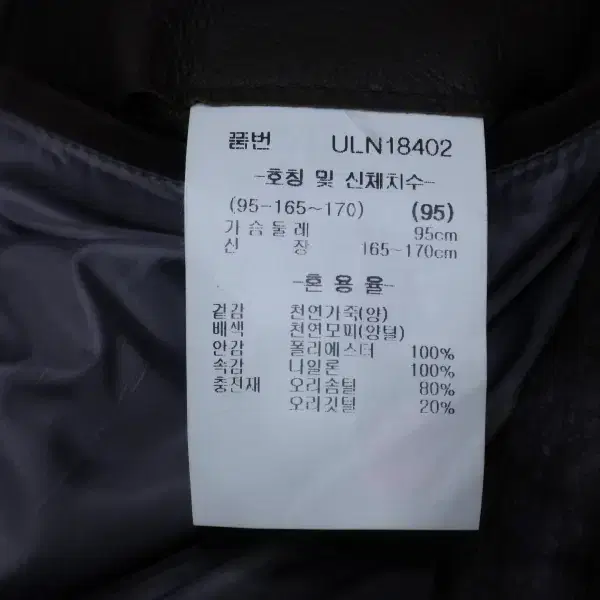 품번 ULN18402
-호칭 및 신체치수-
(95-165~170) (95)
가슴둘레 95cm
신 장 165~170cm
-혼 용 율-
겉감 천연가죽(양)
배색 천연모피(양털)
안감 폴리에스터 100%
속감 나일론 100%
충전재 오리솜털 80%
오리깃털 20%